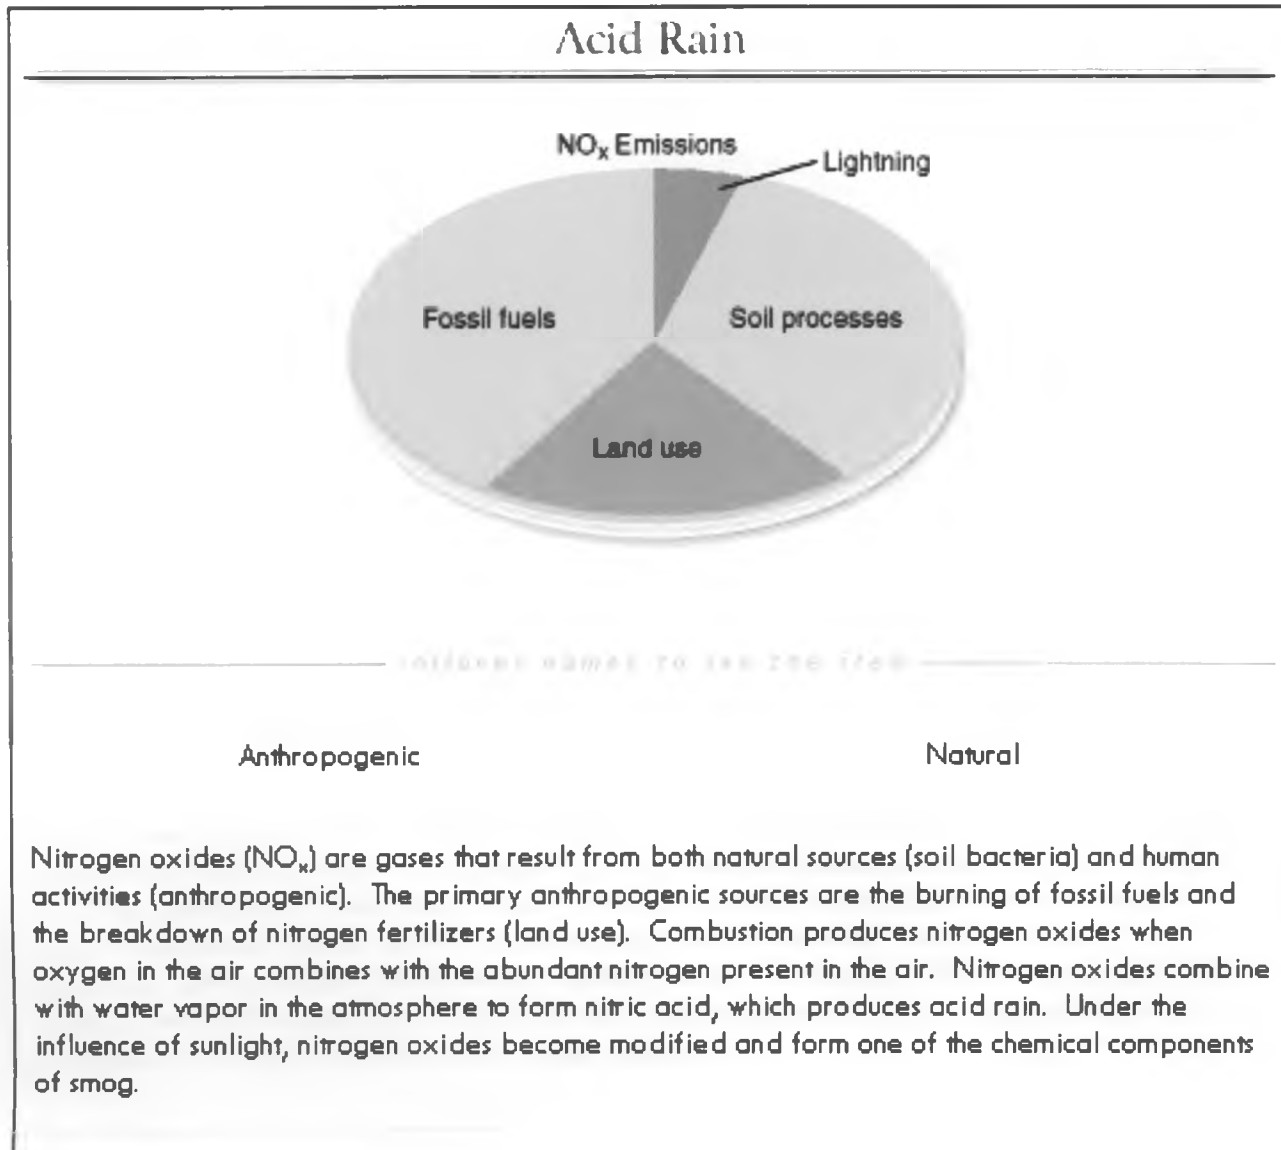 Acid Rain
NOx Emissions
Lightning
Fossil fuels
Soil processes
Land use
Anthropogenic
Natural
Nitrogen oxides (NOx) are gases that result from both natural sources (soil bacteria) and human
activities (anthropogenic). The primary anthropogenic sources are the burning of fossil fuels and
the breakdown of nitrogen fertilizers (land use). Combustion produces nitrogen oxides when
oxygen in the air combines with the abundant nitrogen present in the air. Nitrogen oxides combine
with water vapor in the atmosphere to form nitric acid, which produces acid rain. Under the
influence of sunlight, nitrogen oxides become modified and form one of the chemical components
of smog.